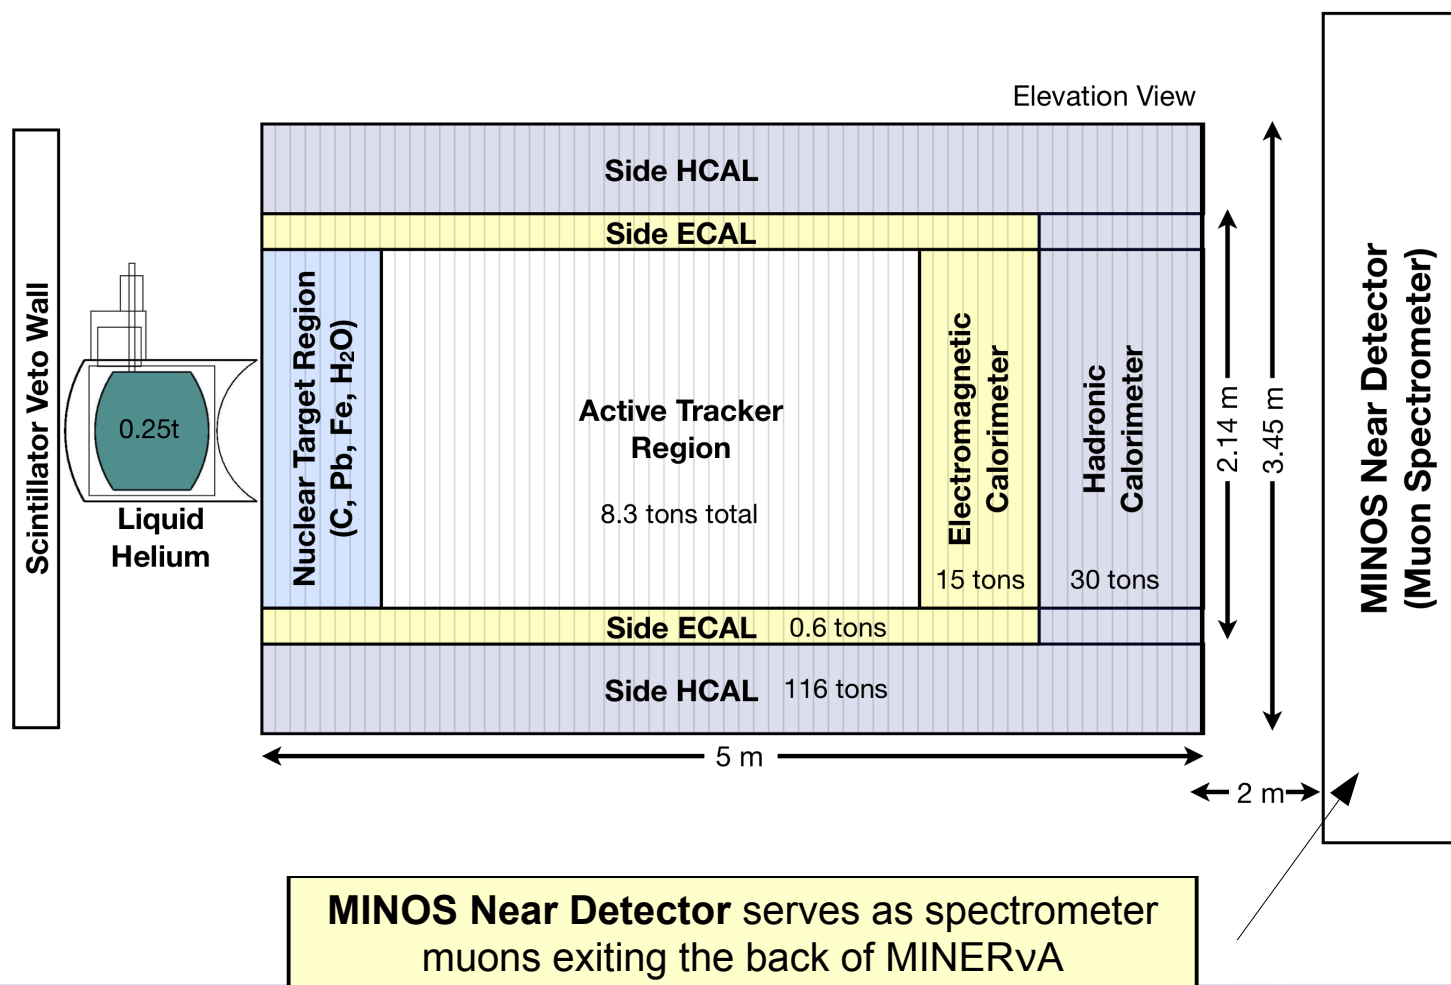 Elevation View
Scintillator Veto Wall
0.25t
Liquid
Helium
Side HCAL
Side ECAL
Nuclear Target Region
(C, Pb, Fe, H₂O)
Active Tracker
Region
8.3 tons total
Electromagnetic
Calorimeter
15 tons
Hadronic
Calorimeter
30 tons
Side ECAL 0.6 tons
Side HCAL 116 tons
2.14 m
3.45 m
5 m
2 m
MINOS Near Detector
(Muon Spectrometer)
MINOS Near Detector serves as spectrometer
muons exiting the back of MINERνA